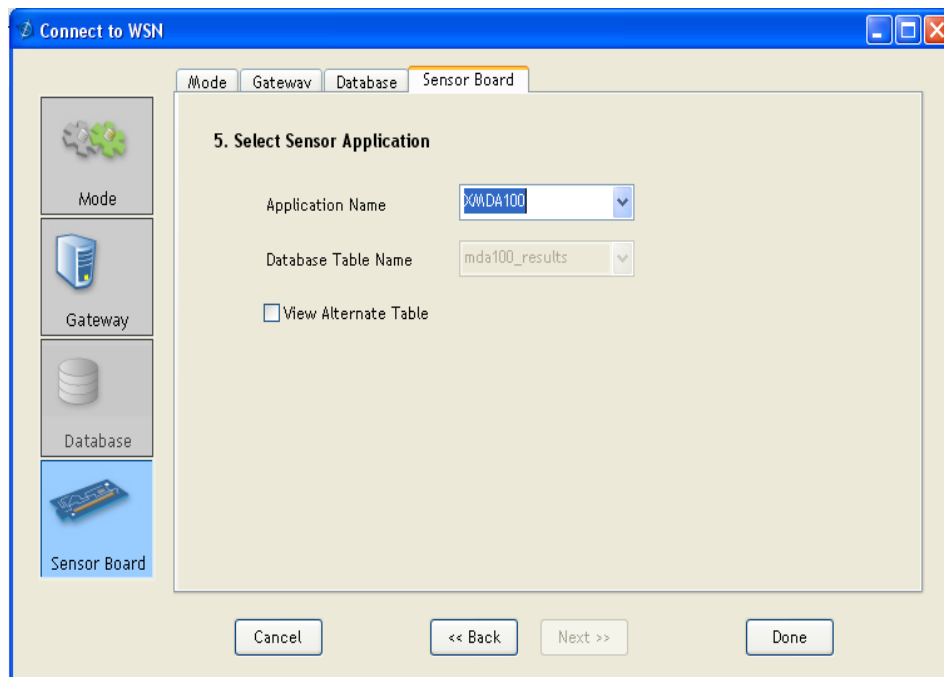 Connect to WSN
Mode Gateway Database Sensor Board
Mode
Gateway
Database
Sensor Board
5. Select Sensor Application
Application Name XMDA100
Database Table Name mda100_results
View Alternate Table
Cancel << Back Next >> Done